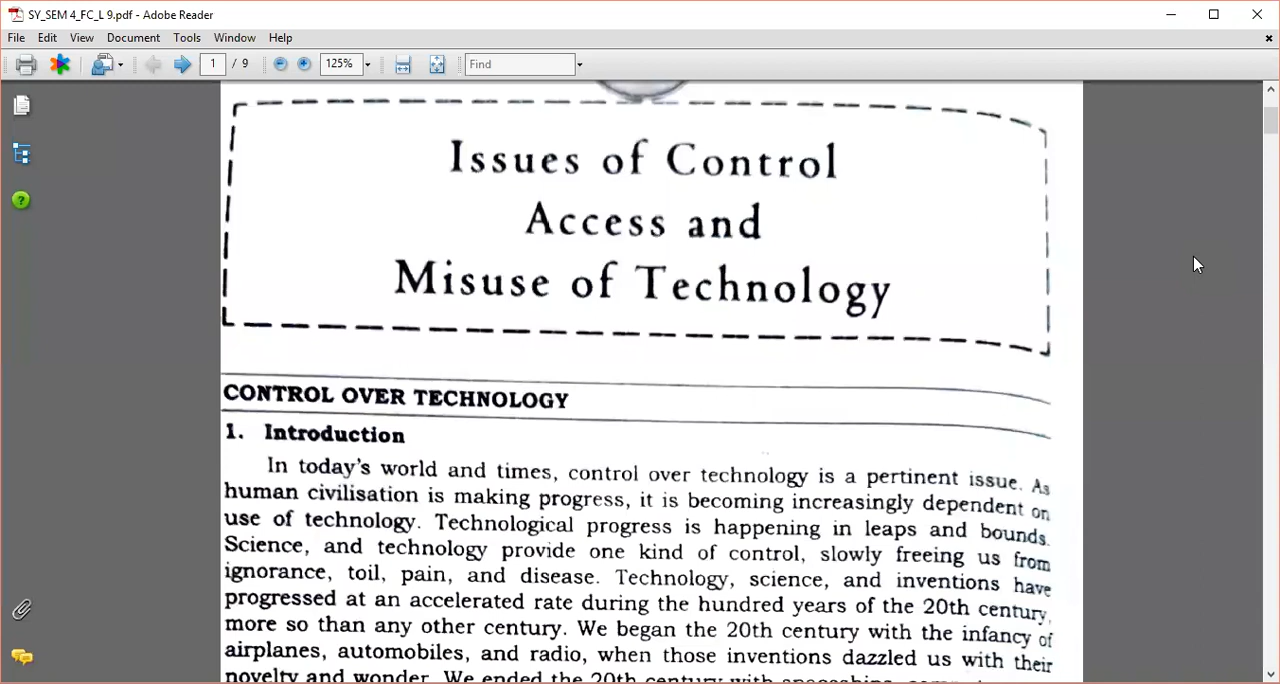 SY_SEM 4_FC_L 9.pdf - Adobe Reader
File Edit View Document Tools Window Help
1 / 9 125% Find
Issues of Control
Access and
Misuse of Technology
CONTROL OVER TECHNOLOGY
1. Introduction
In today's world and times, control over technology is a pertinent issue. As
human civilisation is making progress, it is becoming increasingly dependent on
use of technology. Technological progress is happening in leaps and bounds.
Science, and technology provide one kind of control, slowly freeing us from
ignorance, toil, pain, and disease. Technology, science, and inventions have
progressed at an accelerated rate during the hundred years of the 20th century,
more so than any other century. We began the 20th century with the infancy of
airplanes, automobiles, and radio, when those inventions dazzled us with their
novelty and wonder. We ended the 20th century with spaceships,